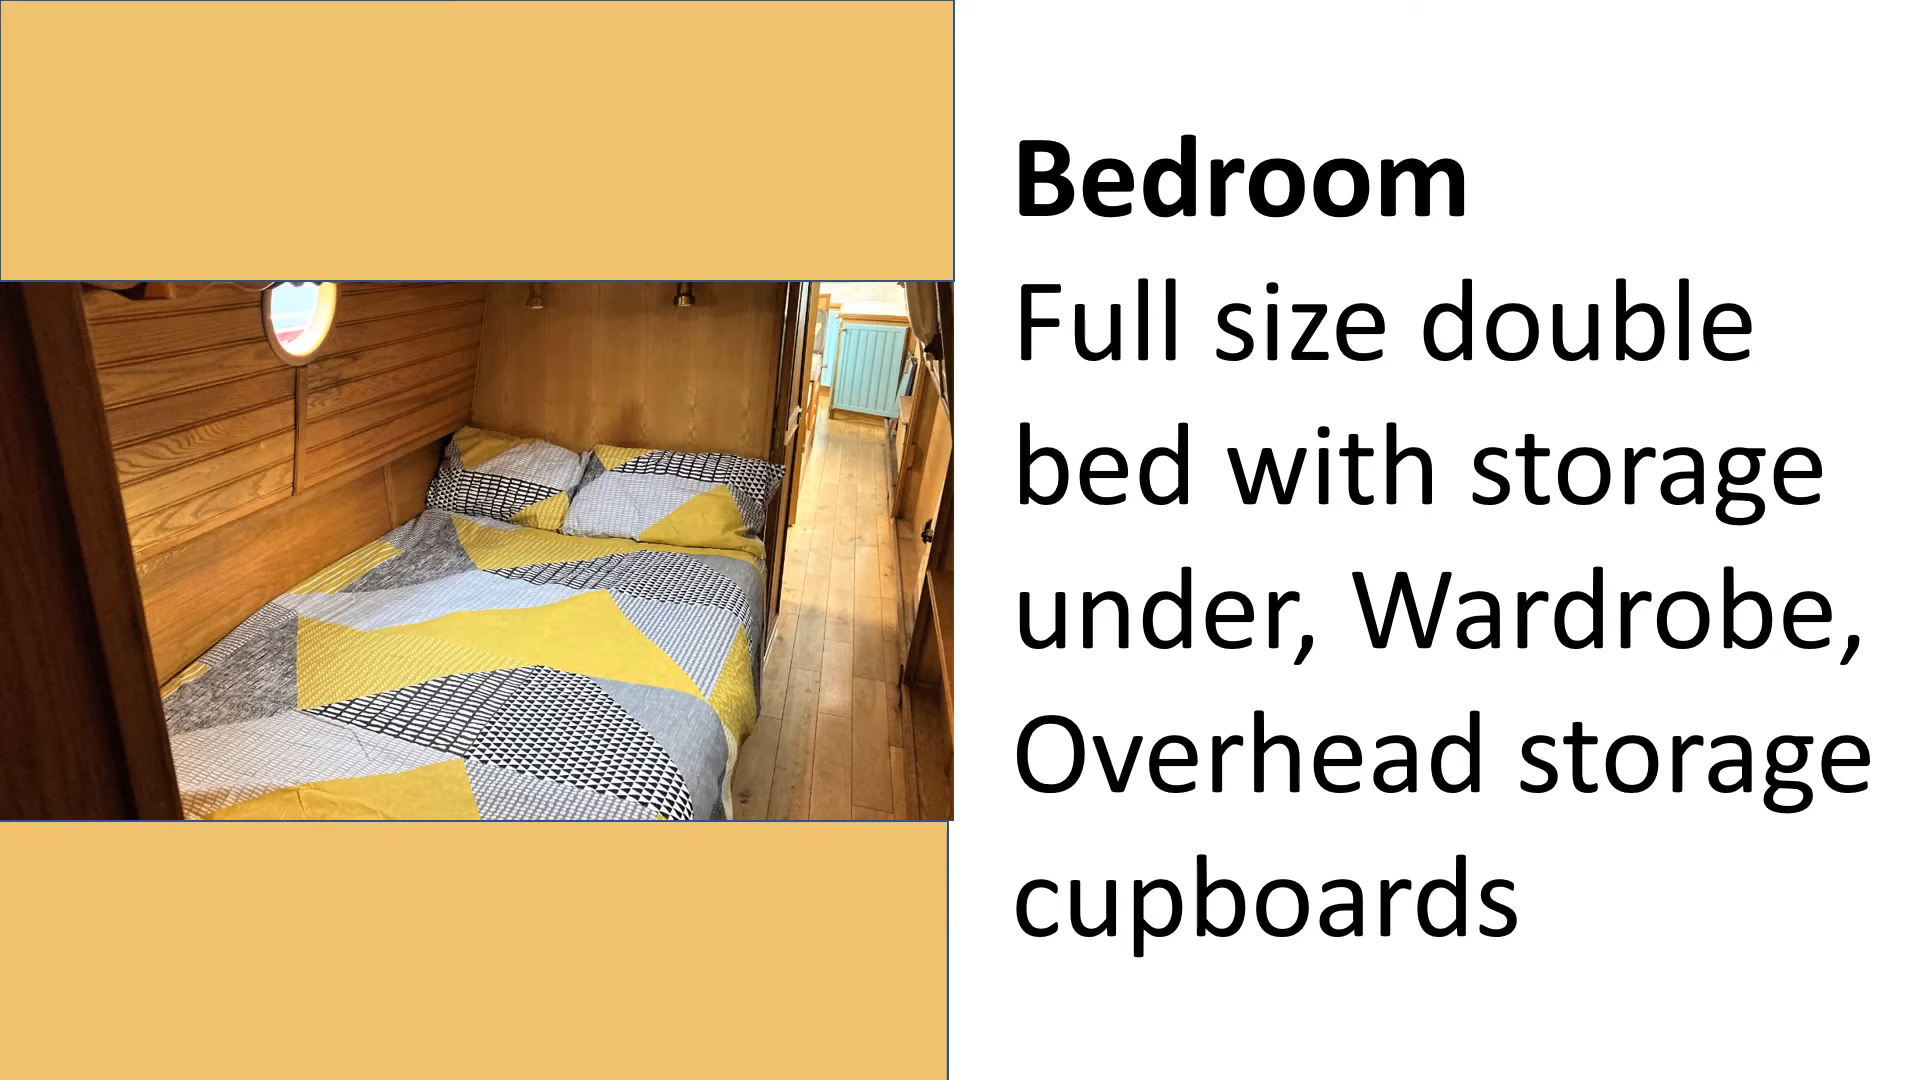 Bedroom
Full size double
bed with storage
under, Wardrobe,
Overhead storage
cupboards